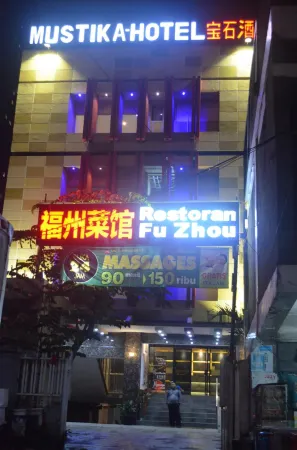 MUSTIKA HOTEL 宝石酒
福州菜馆 Restoran
Fu Zhou
MASSAGES
90 150 ribu